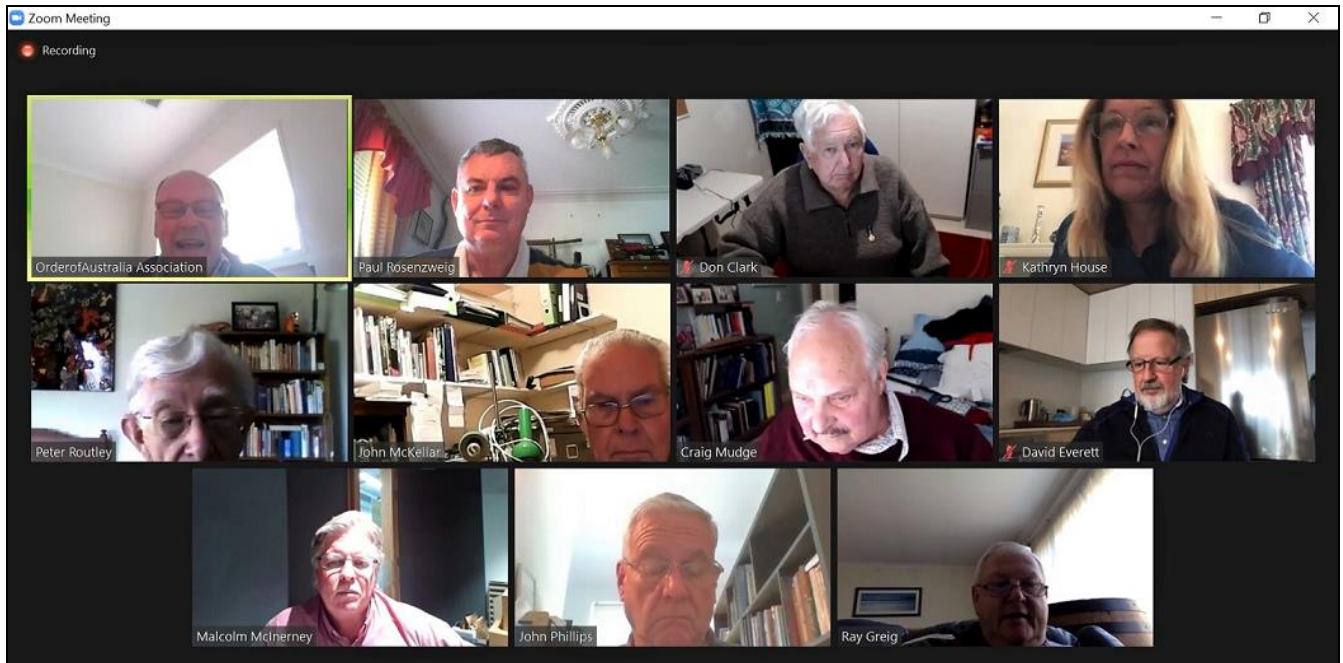 Zoom Meeting
Recording
OrderofAustralia Association
Paul Rosenzweig
Don Clark
Kathryn House
Peter Routley
John McKellar
Craig Mudge
David Everett
Malcolm McInerney
John Phillips
Ray Greig